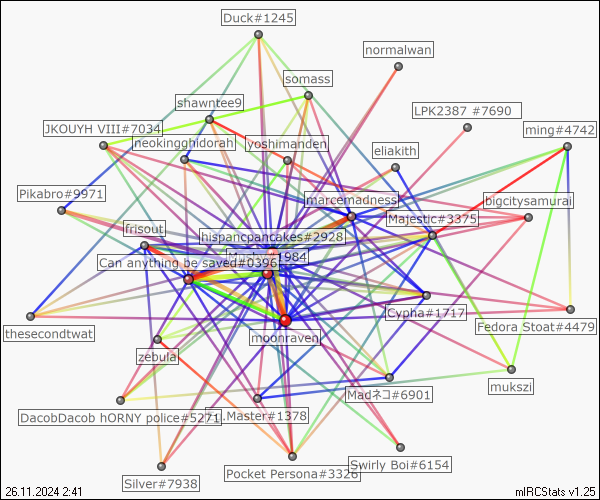 Duck#1245
normalwan
somass
shawntee9
LPK2387 #7690
JKOUYH VIII#7034
ming#4742
neokingghidorah
yoshimanden
eliakith
Pikabro#9971
marcemadness
bigcitysamurai
Majestic#3375
frisout
hispancpancakes#2928
Can anything be saved#0396
1984
thesecondtwat
Cypha#1717
Fedora Stoat#4479
moonraven
zebula
mukszi
Madネコ#6901
DacobDacob hORNY police#5271
.Master#1378
Swirly Boi#6154
Pocket Persona#3326
Silver#7938
26.11.2024 2:41
mIRCStats v1.25